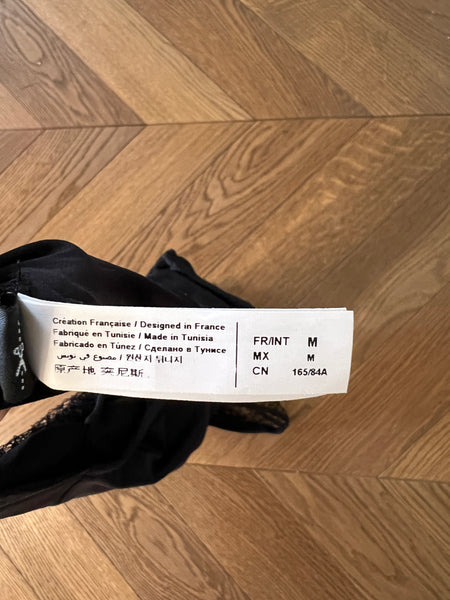 Création Française / Designed in France
Fabriqué en Tunisie / Made in Tunisia
Fabricado en Túnez / Сделано в Тунисе
مصنوع في تونس / 원산지 튀니지
原产地 突尼斯
FR/INT M
MX M
CN 165/84A